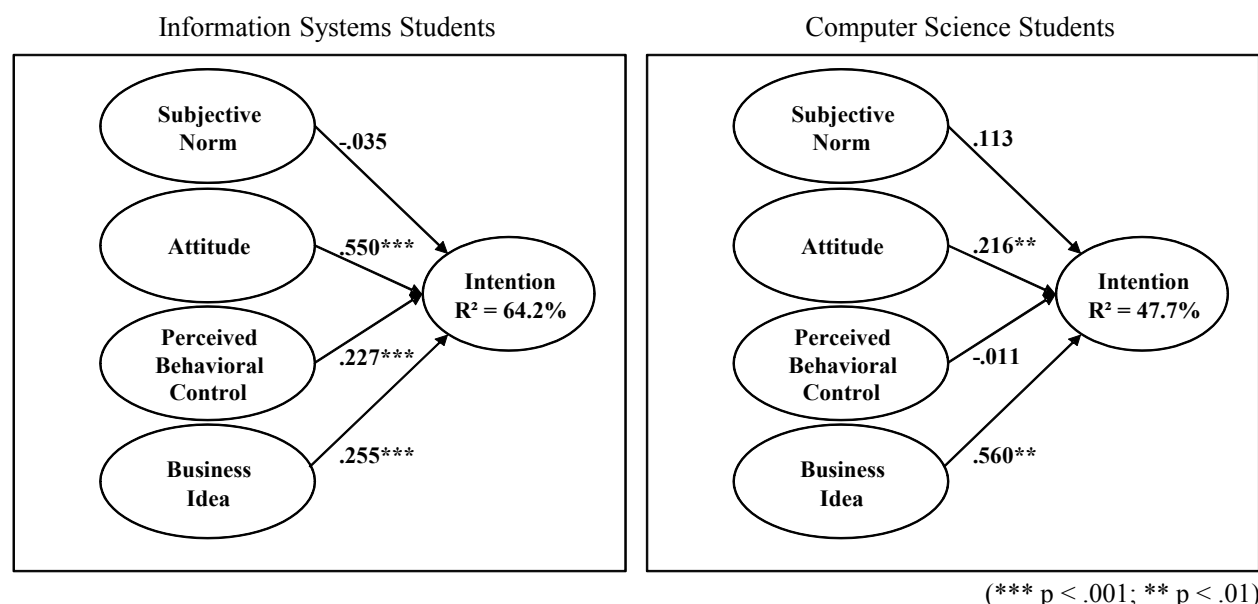 Information Systems Students
Subjective
Norm
-.035
Attitude
.550***
Intention
R² = 64.2%
Perceived
Behavioral
Control
.227***
Business
Idea
.255***
Computer Science Students
Subjective
Norm
.113
Attitude
.216**
Intention
R² = 47.7%
Perceived
Behavioral
Control
-.011
Business
Idea
.560**
(*** p < .001; ** p < .01)